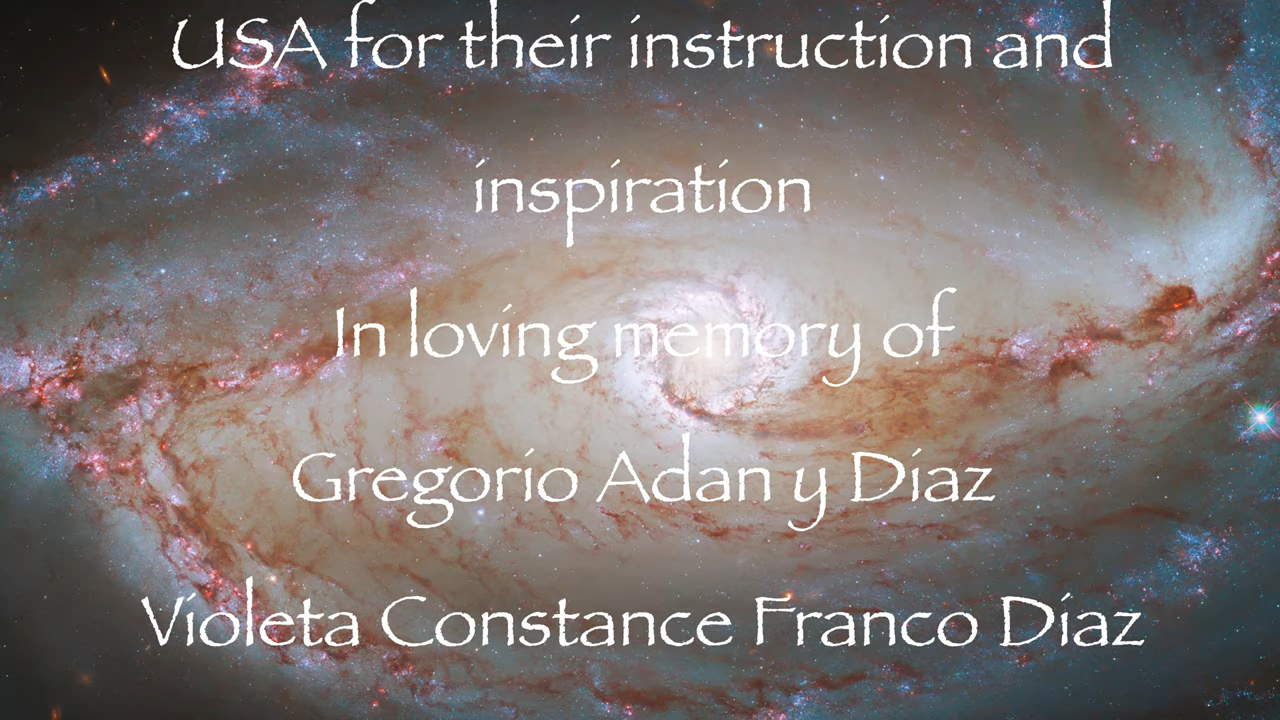 USA for their instruction and
inspiration
In loving memory of
Gregorio Adan y Diaz
Violeta Constance Franco Diaz